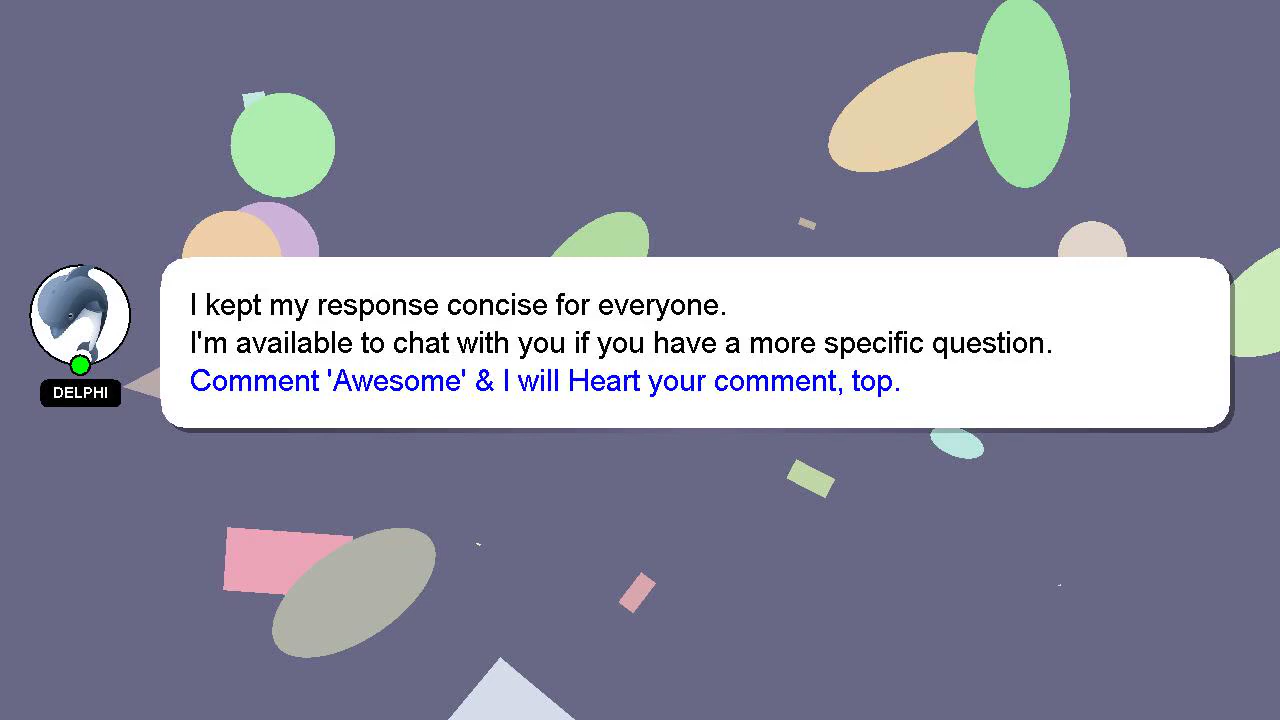 I kept my response concise for everyone.
I'm available to chat with you if you have a more specific question.
Comment 'Awesome' & I will Heart your comment, top.
DELPHI